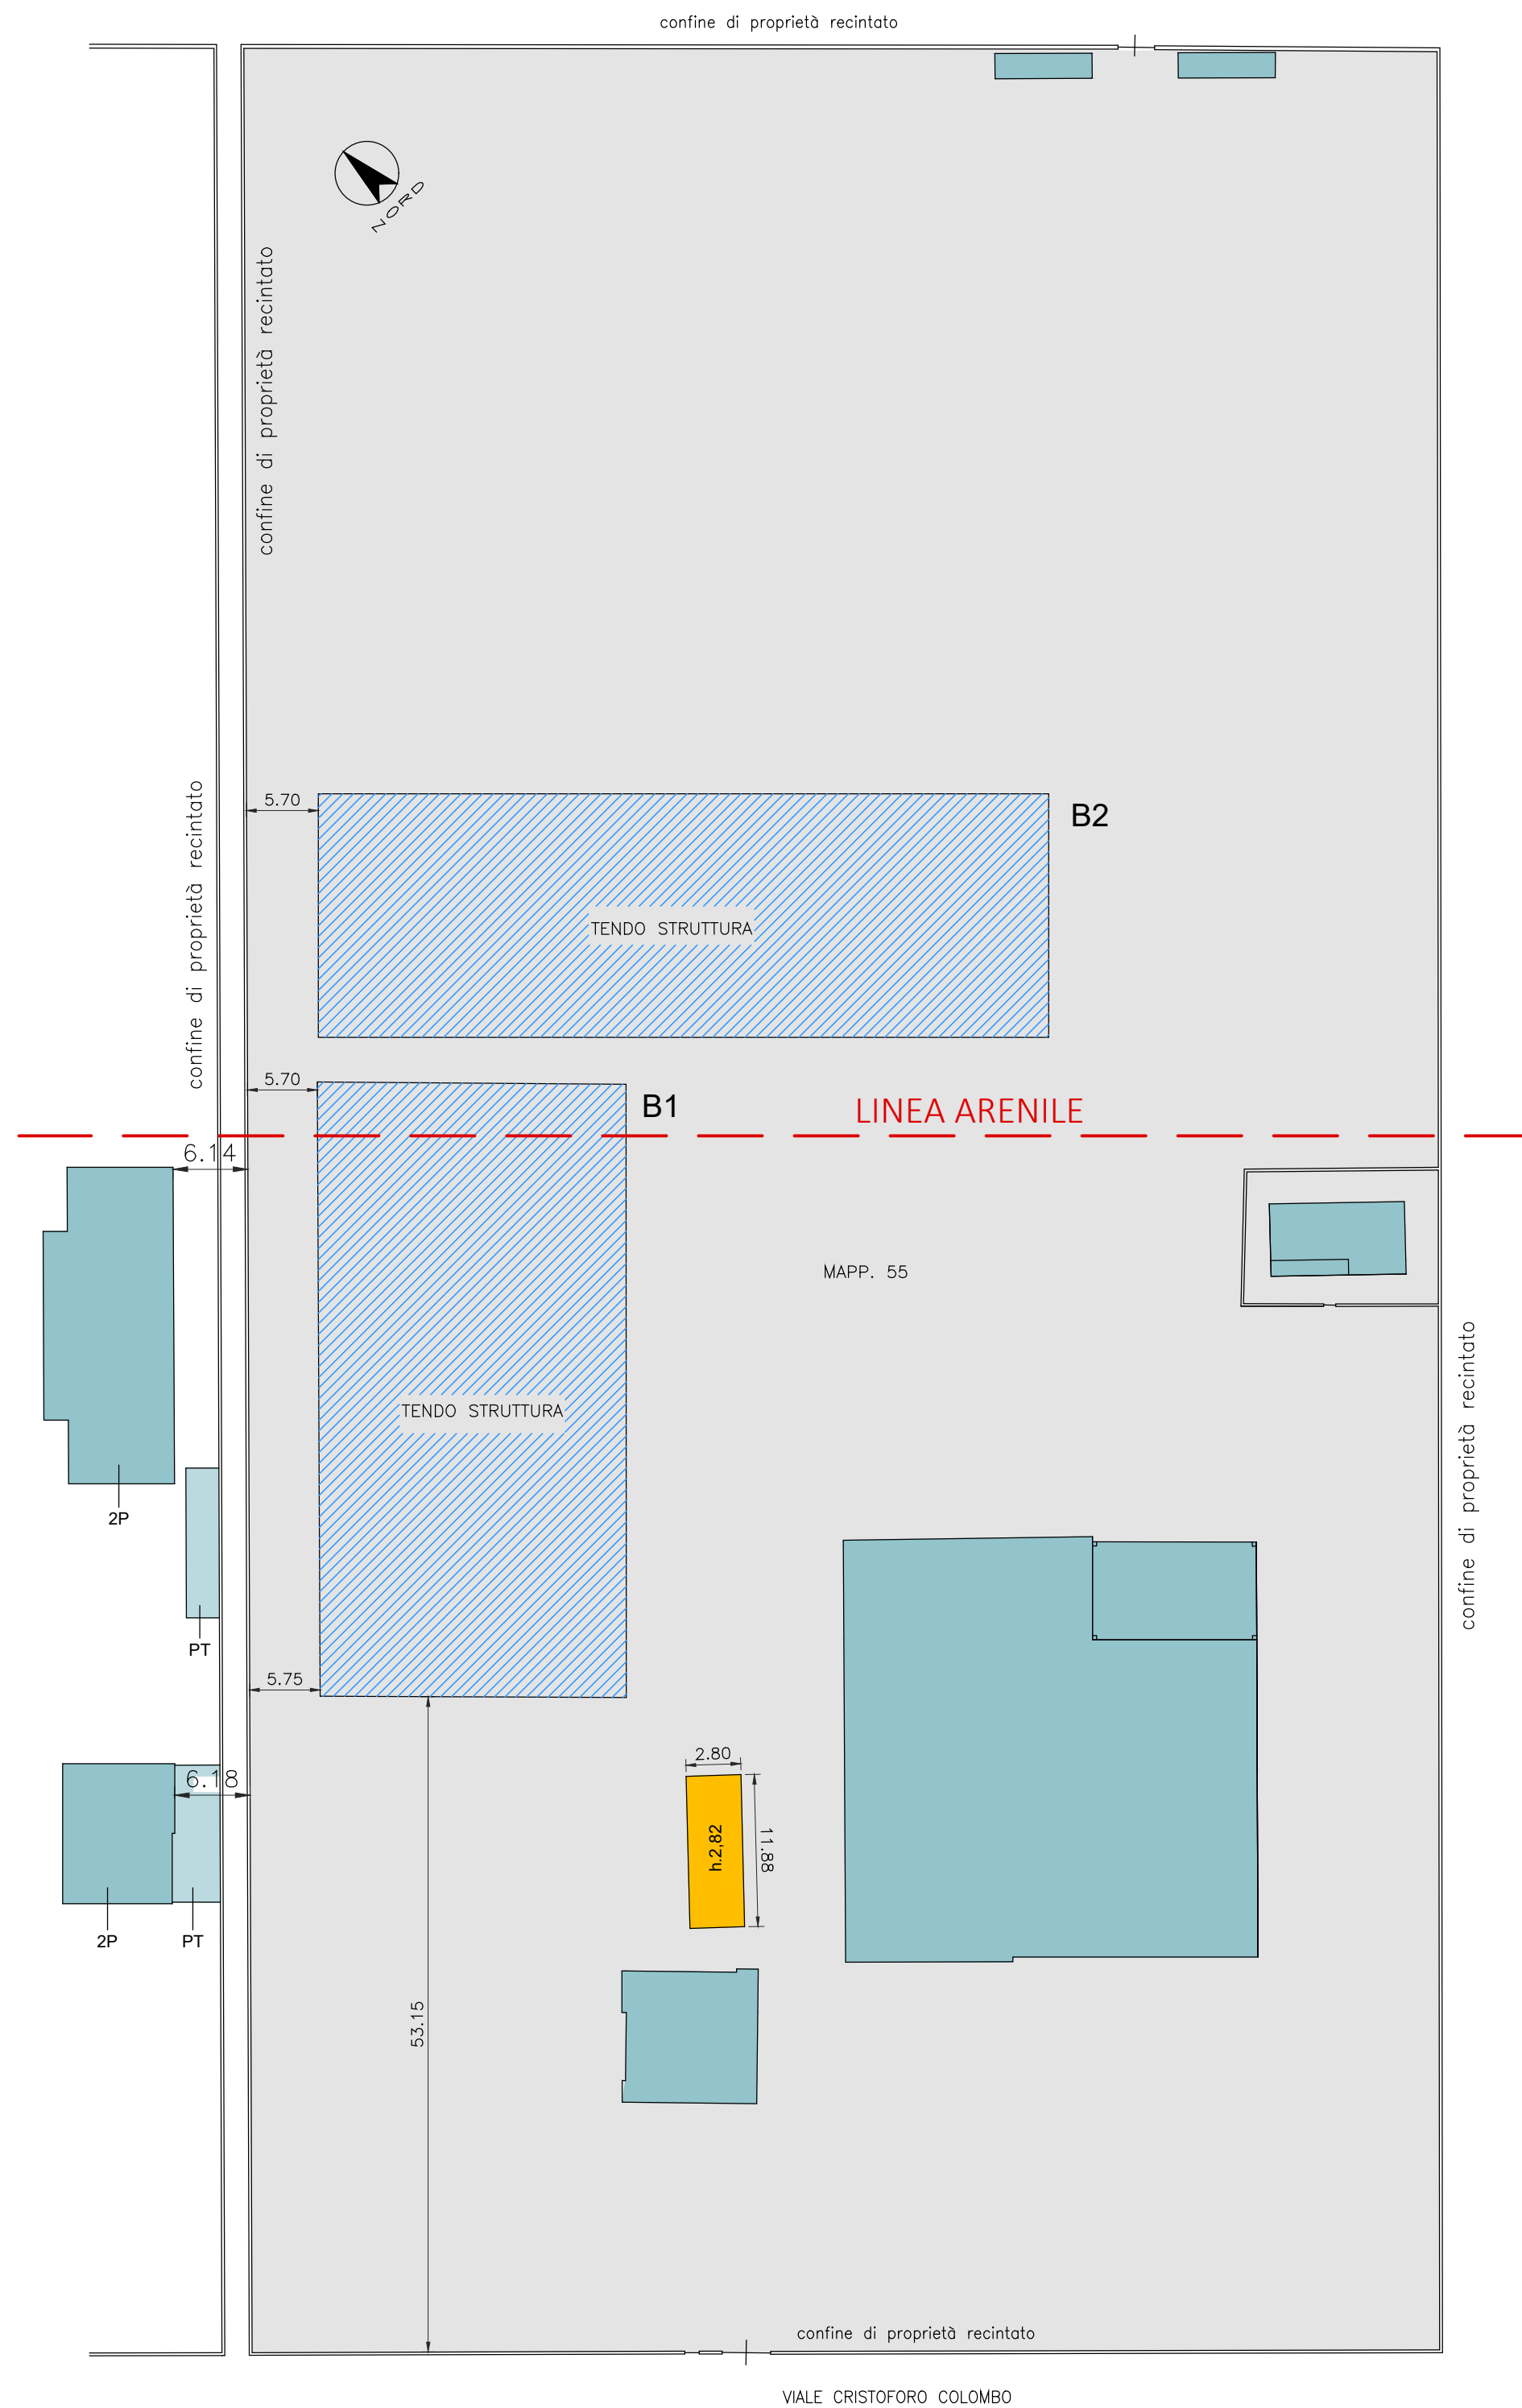 confine di proprietà recintato
NORD
confine di proprietà recintato
confine di proprietà recintato
5.70
B2
TENDO STRUTTURA
5.70
B1
LINEA ARENILE
6.14
MAPP. 55
confine di proprietà recintato
TENDO STRUTTURA
2P
PT
5.75
2.80
6.18
h.2,82
11.88
2P
PT
53.15
confine di proprietà recintato
VIALE CRISTOFORO COLOMBO